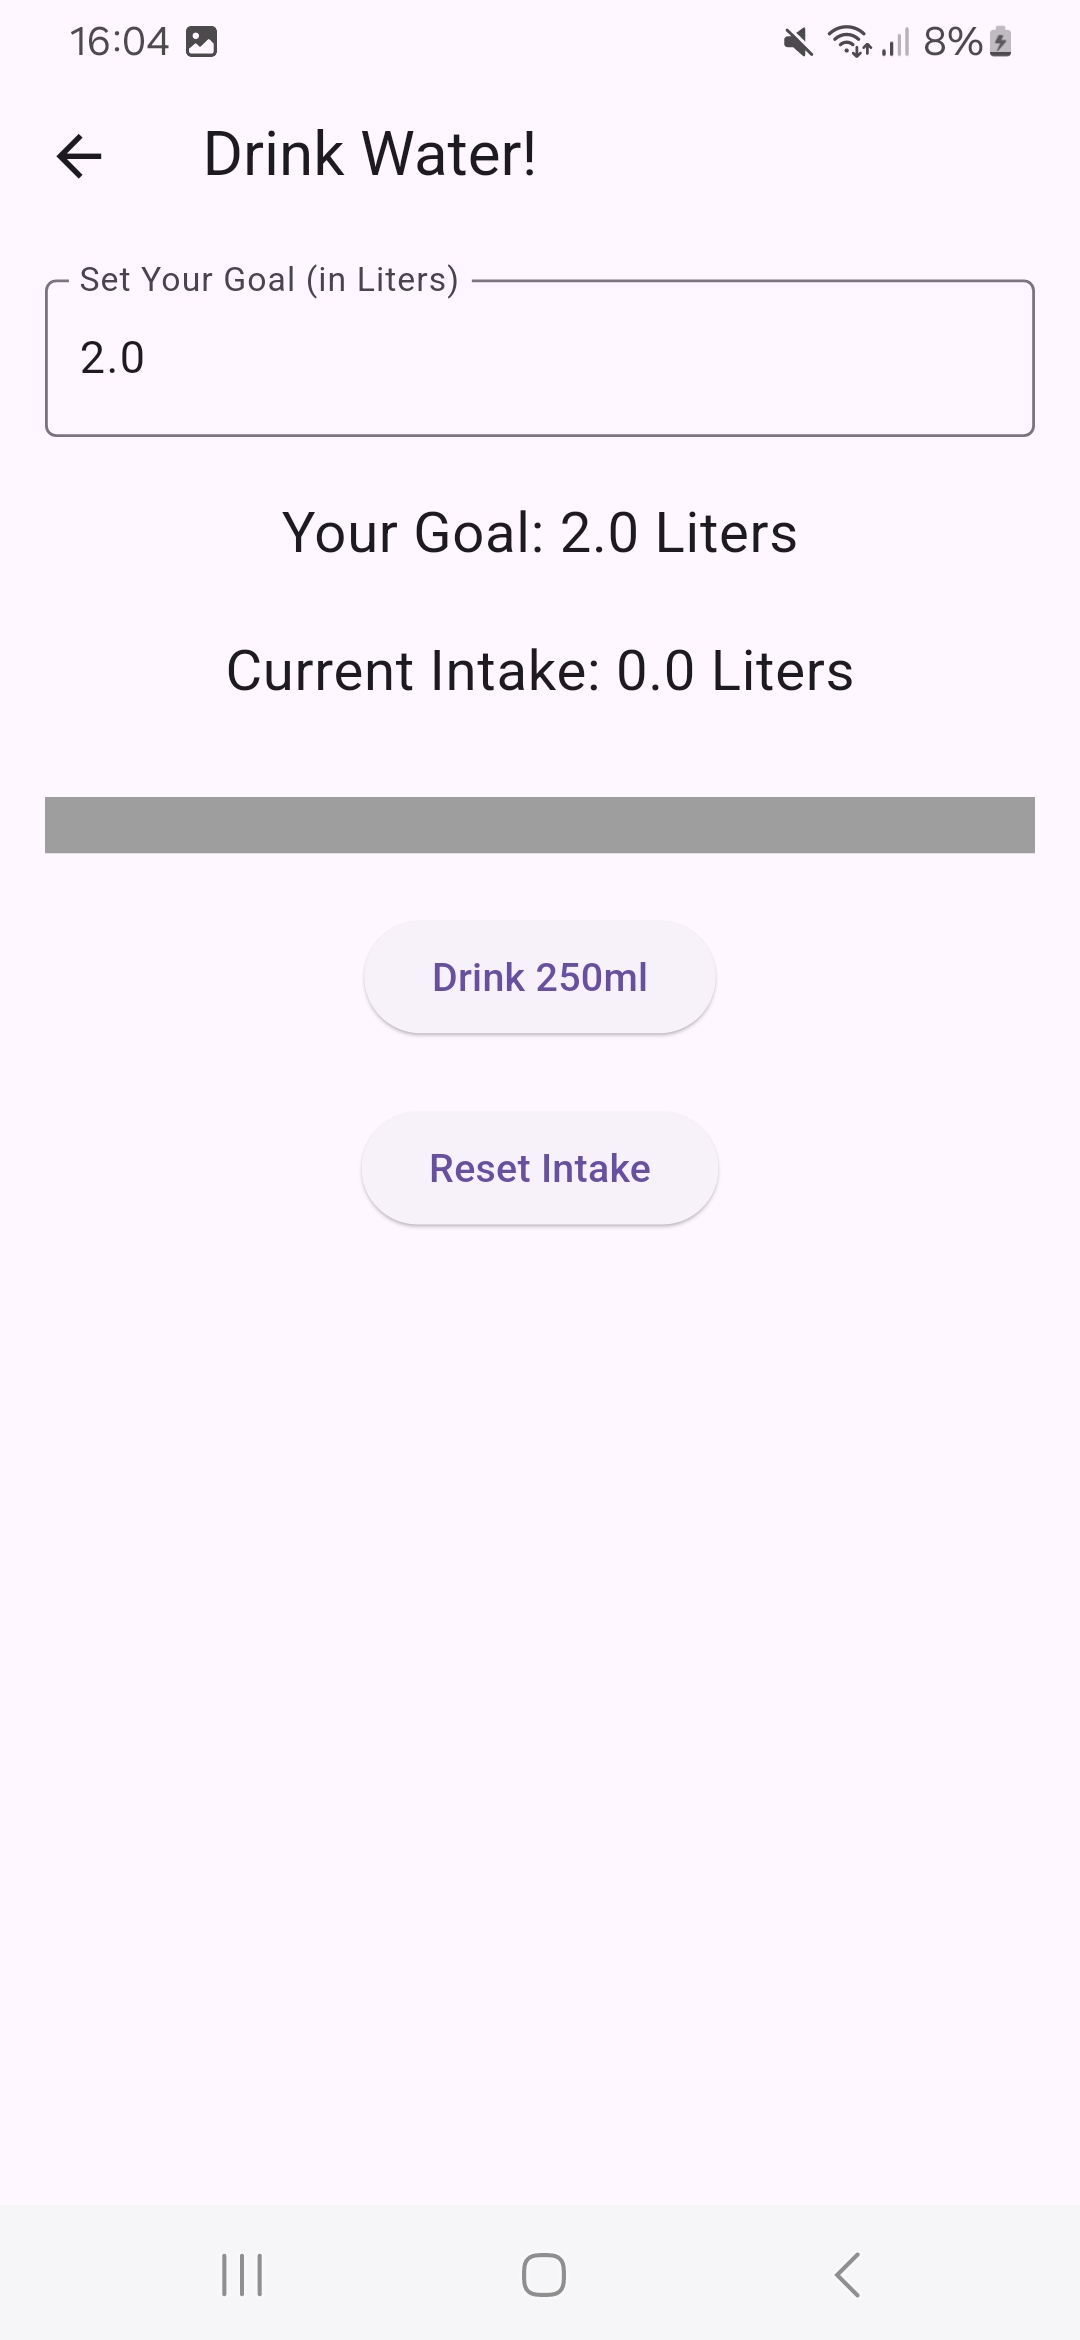 16:04 8%
Drink Water!
Set Your Goal (in Liters)
2.0
Your Goal: 2.0 Liters
Current Intake: 0.0 Liters
Drink 250ml
Reset Intake